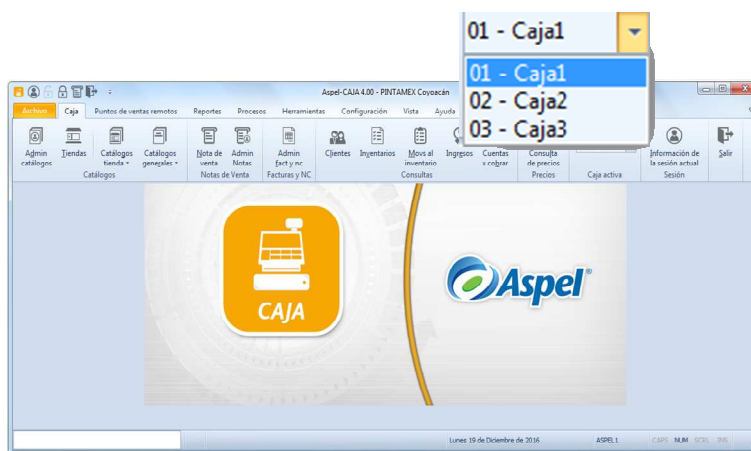 01 - Caja1
01 - Caja1
02 - Caja2
03 - Caja3
Aspel-CAJA 4.00 - PINTAMEX Coyoacán
Archivo Caja Puntos de ventas remotos Reportes Procesos Herramientas Configuración Vista Ayuda
Admin catálogos Tiendas Catálogos tienda Catálogos generales Nota de venta Admin Notas Admin fact y nc Clientes Inventarios Movs al inventario Ingresos Cuentas x cobrar Consulta de precios Información de la sesión actual Salir
Catálogos Notas de Venta Facturas y NC Consultas Precios Caja activa Sesión
CAJA
Aspel®
Lunes 19 de Diciembre de 2016 ASPEL1 CAPS NUM SCRL INS